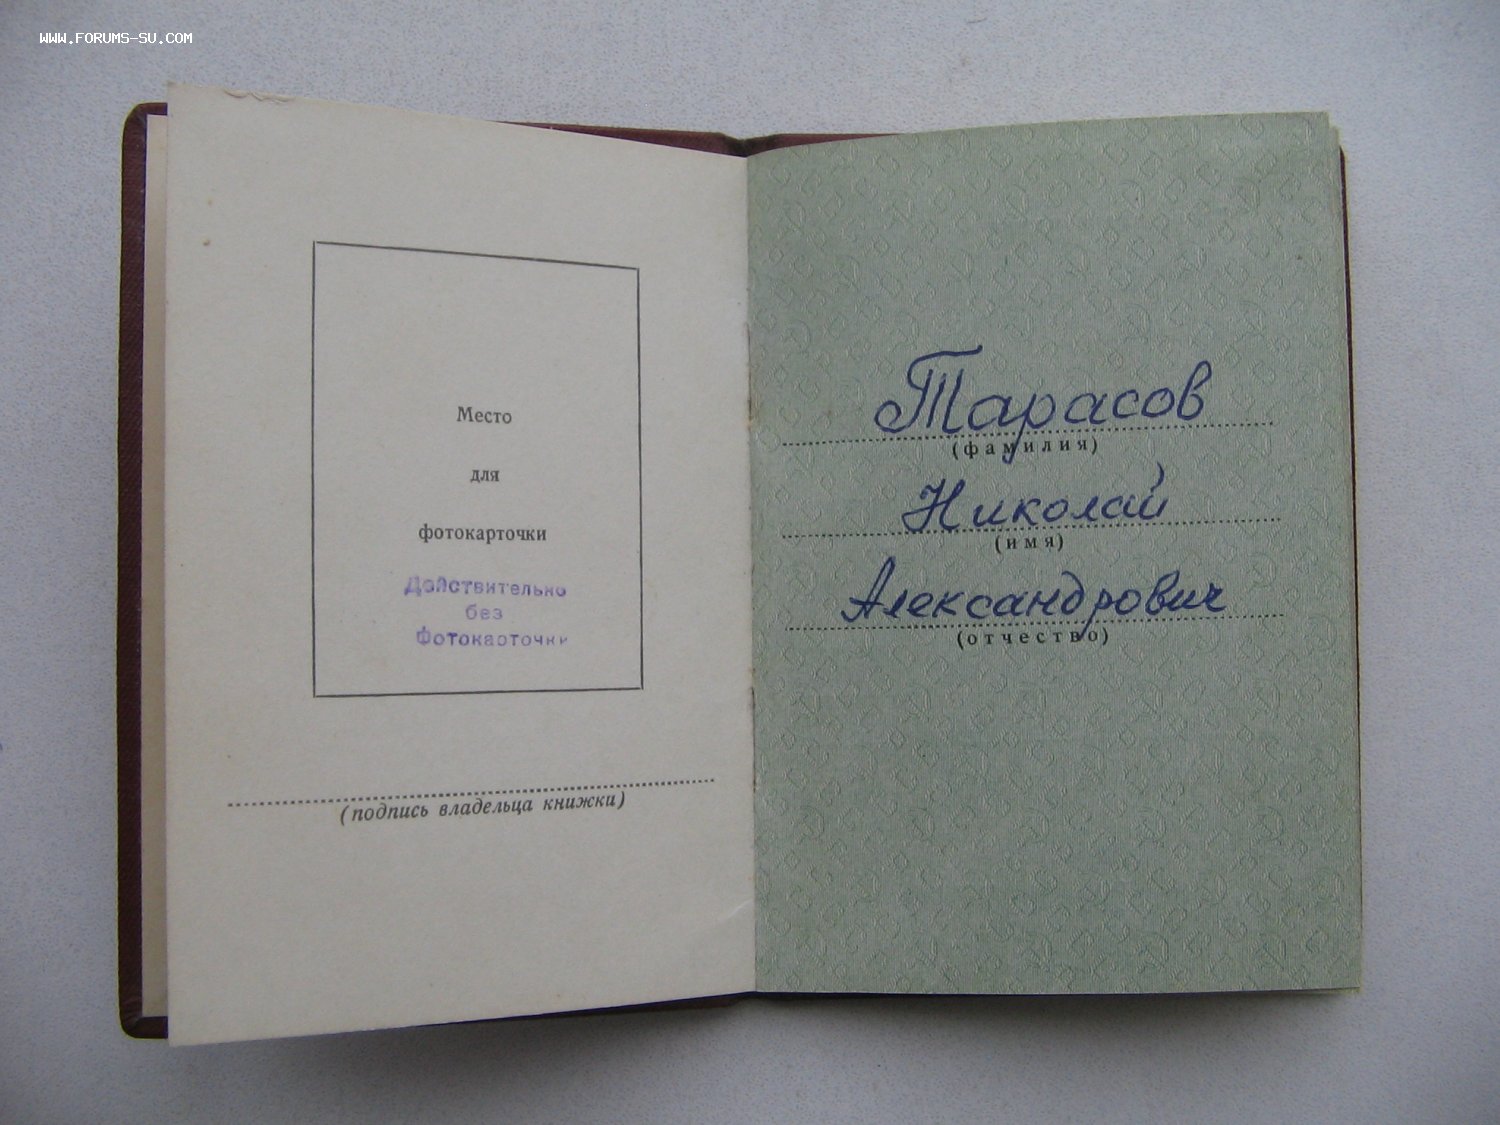 www.forums-su.com
Место
для
фотокарточки
Действительно
без
Фотокарточки
(подпись владельца книжки)
Тарасов
(фамилия)
Николай
(имя)
Александрович
(отчество)